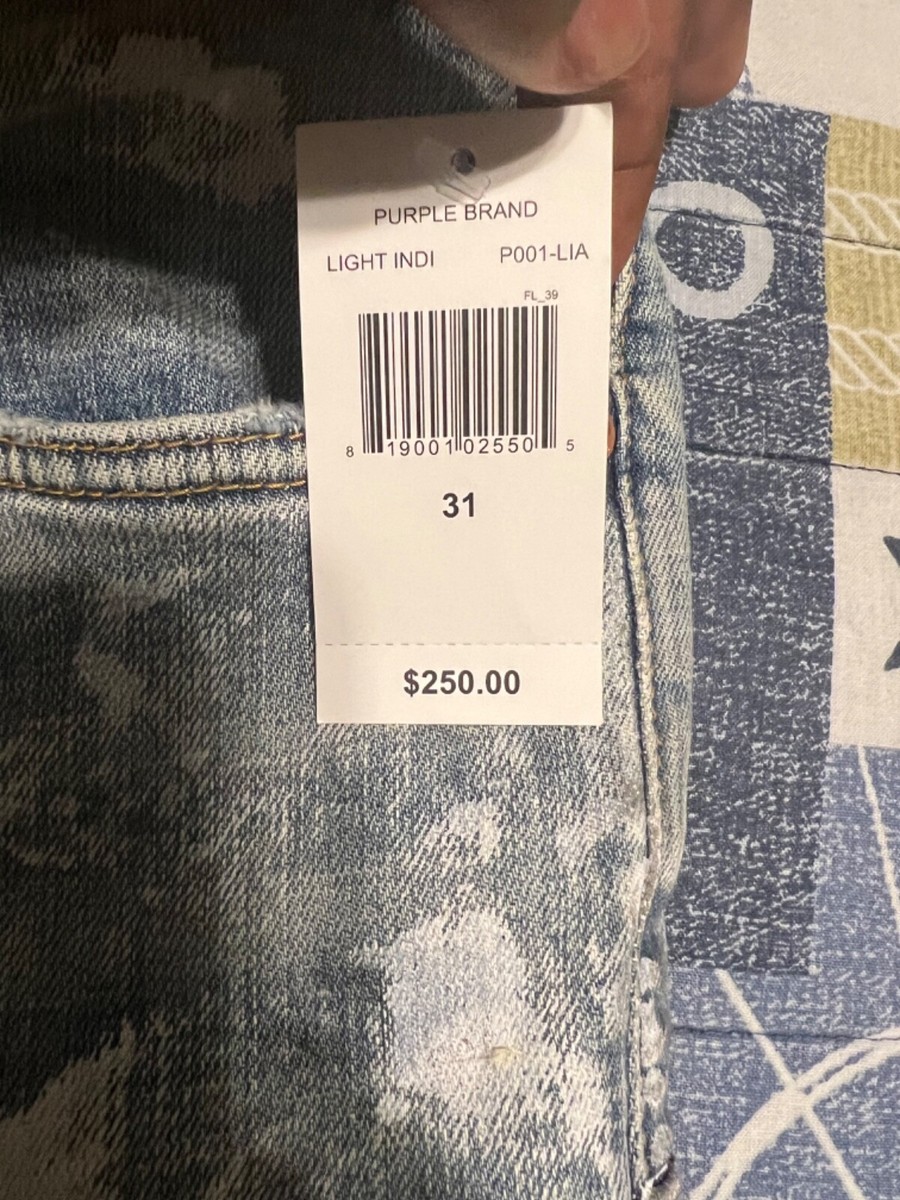 PURPLE BRAND
LIGHT INDI P001-LIA
FL_39
8 19001 02550 5
31
$250.00